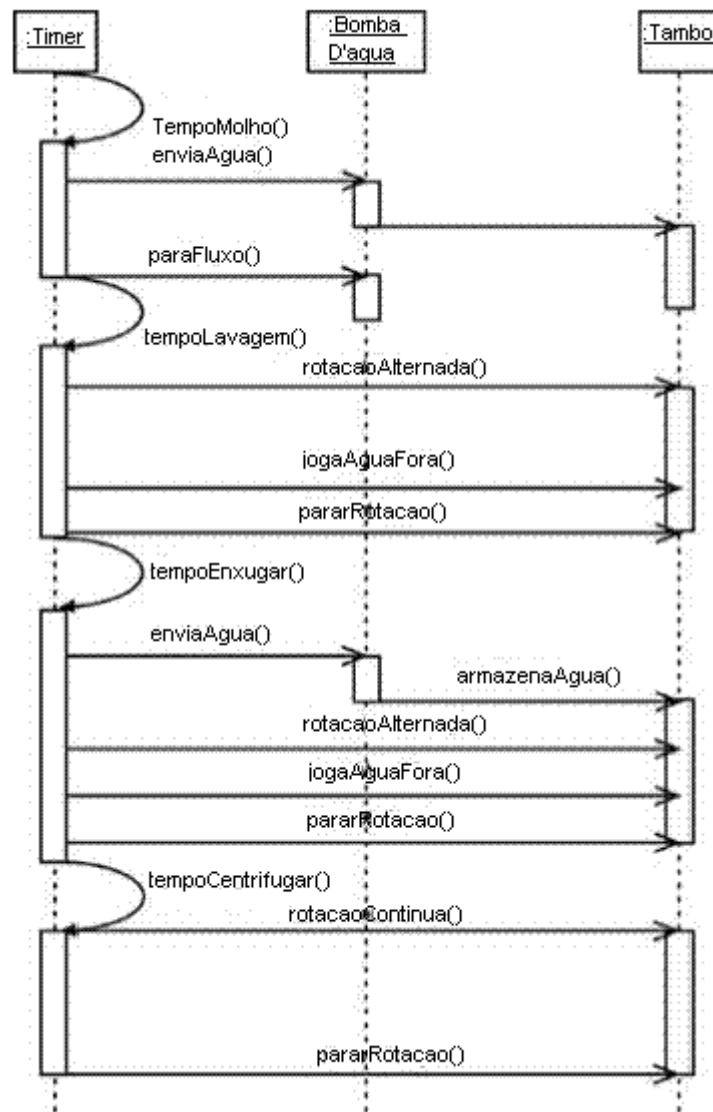 :Timer
:Bomba
D'aqua
:Tambo
TempoMolho()
enviaAgua()
paraFluxo()
tempoLavagem()
rotacaoAlternada()
jogaAguaFora()
pararRotacao()
tempoEnxugar()
enviaAgua()
armazenaAgua()
rotacaoAlternada()
jogaAguaFora()
pararRotacao()
tempoCentrifugar()
rotacaoContinua()
pararRotacao()